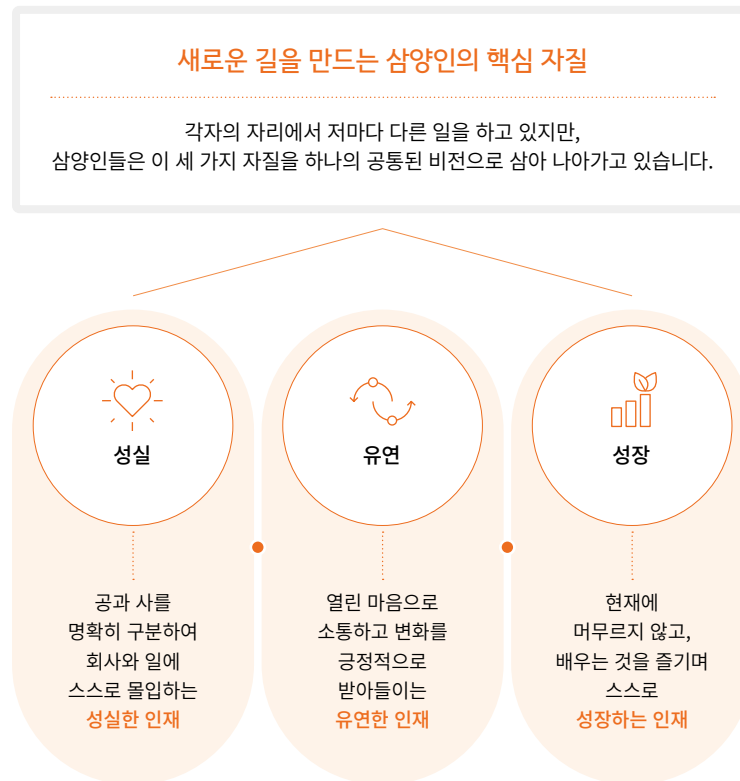 새로운 길을 만드는 삼양인의 핵심 자질
각자의 자리에서 저마다 다른 일을 하고 있지만,
삼양인들은 이 세 가지 자질을 하나의 공통된 비전으로 삼아 나아가고 있습니다.
성실
공과 사를
명확히 구분하여
회사와 일에
스스로 몰입하는
성실한 인재
유연
열린 마음으로
소통하고 변화를
긍정적으로
받아들이는
유연한 인재
성장
현재에
머무르지 않고,
배우는 것을 즐기며
스스로
성장하는 인재